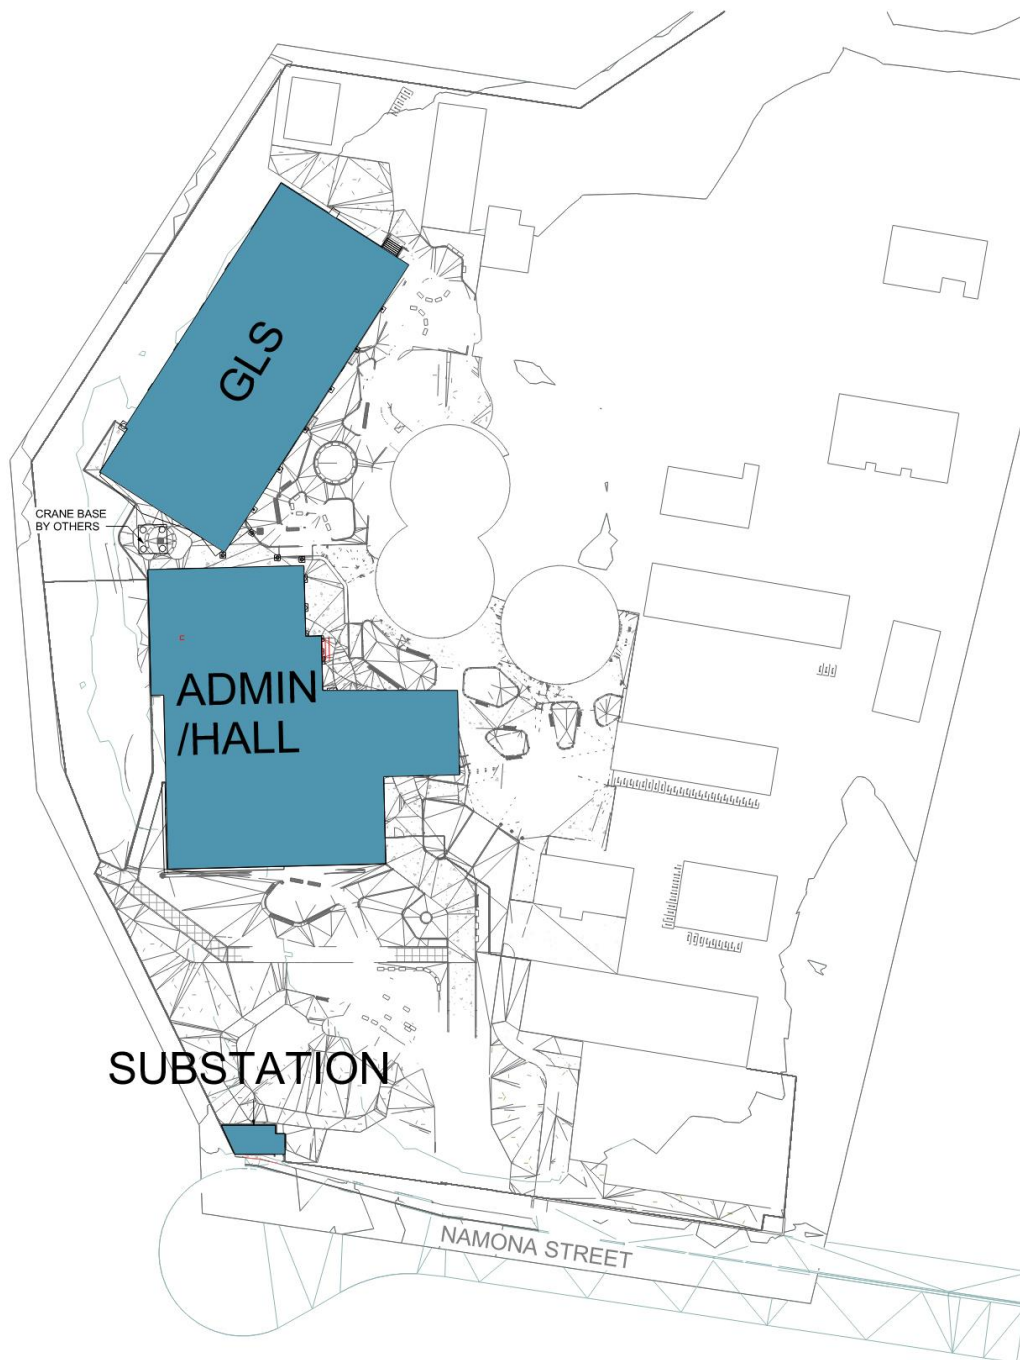 GLS
CRANE BASE
BY OTHERS
ADMIN
/HALL
SUBSTATION
NAMONA STREET